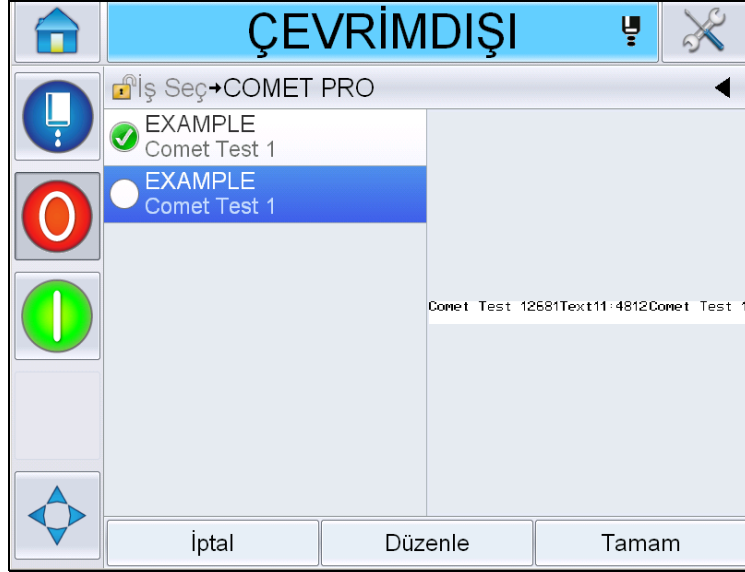 ÇEVRİMDIŞI
İş Seç→COMET PRO
EXAMPLE
Comet Test 1
EXAMPLE
Comet Test 1
Comet Test 12681Text11:4812Comet Test 1
İptal
Düzenle
Tamam